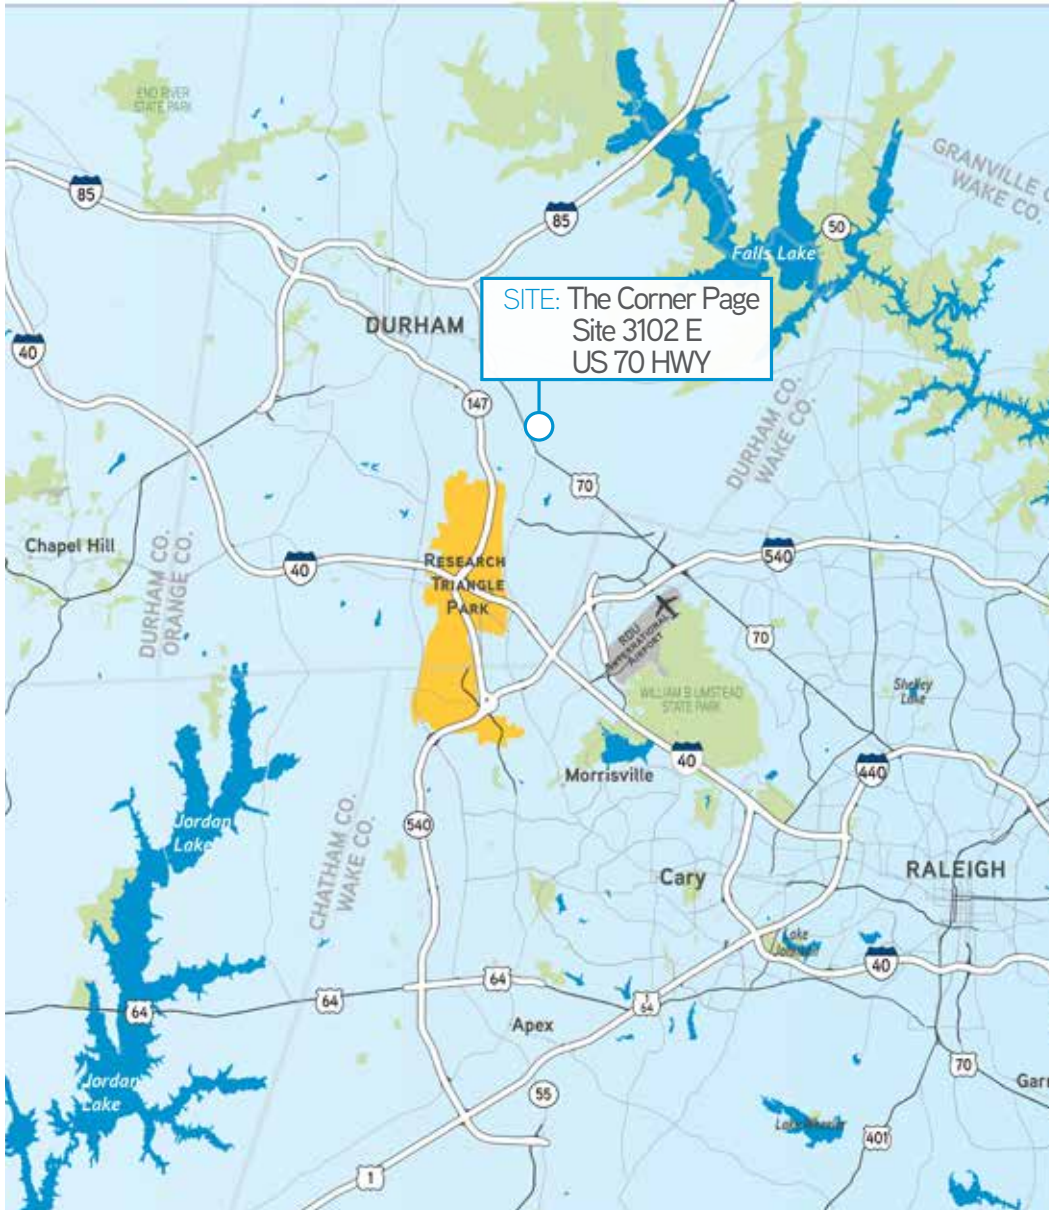 ENO RIVER
STATE PARK
GRANVILLE C
WAKE CO.
85
85
50
Falls Lake
SITE: The Corner Page
Site 3102 E
US 70 HWY
DURHAM
40
147
DURHAM CO.
WAKE CO.
70
Chapel Hill
DURHAM CO.
ORANGE CO.
40
RESEARCH
TRIANGLE
PARK
540
RDU
INTERNATIONAL
AIRPORT
70
WILLIAM B UMSTEAD
STATE PARK
Shelley
Lake
Morrisville
40
440
Jordan
Lake
540
CHATHAM CO.
WAKE CO.
Cary
RALEIGH
Lake
Johnson
40
64
64
64
1
64
Apex
Jordan
Lake
55
70
Garn
Lake Wheeler
401
1